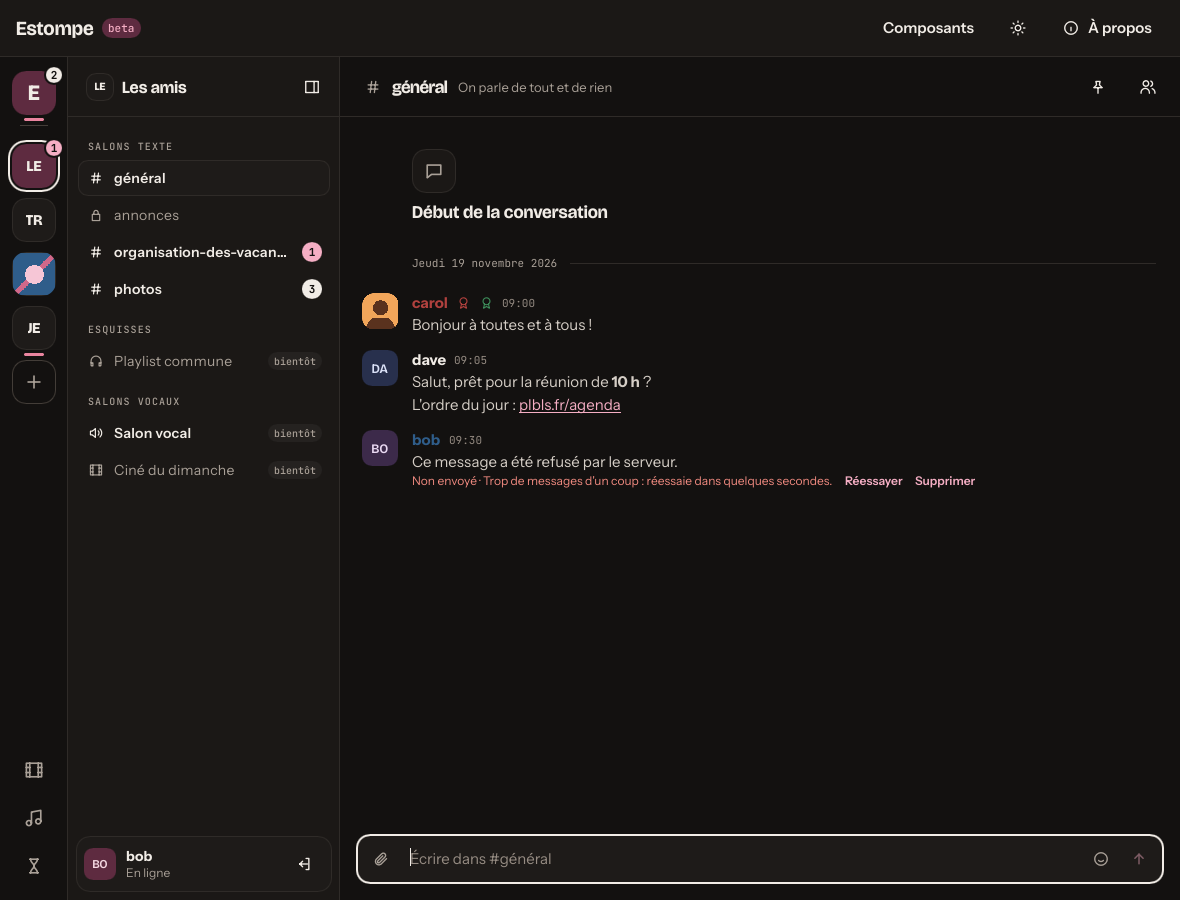 Estompe beta
Composants
À propos
E 2
LE 1
TR
JE
LE Les amis
SALONS TEXTE
# général
annonces
# organisation-des-vacan... 1
# photos 3
ESQUISSES
Playlist commune bientôt
SALONS VOCAUX
Salon vocal bientôt
Ciné du dimanche bientôt
BO bob
En ligne
# général On parle de tout et de rien
Début de la conversation
Jeudi 19 novembre 2026
carol 09:00
Bonjour à toutes et à tous !
DA dave 09:05
Salut, prêt pour la réunion de 10 h ?
L'ordre du jour : plbls.fr/agenda
BO bob 09:30
Ce message a été refusé par le serveur.
Non envoyé · Trop de messages d'un coup : réessaie dans quelques secondes. Réessayer Supprimer
Écrire dans #général